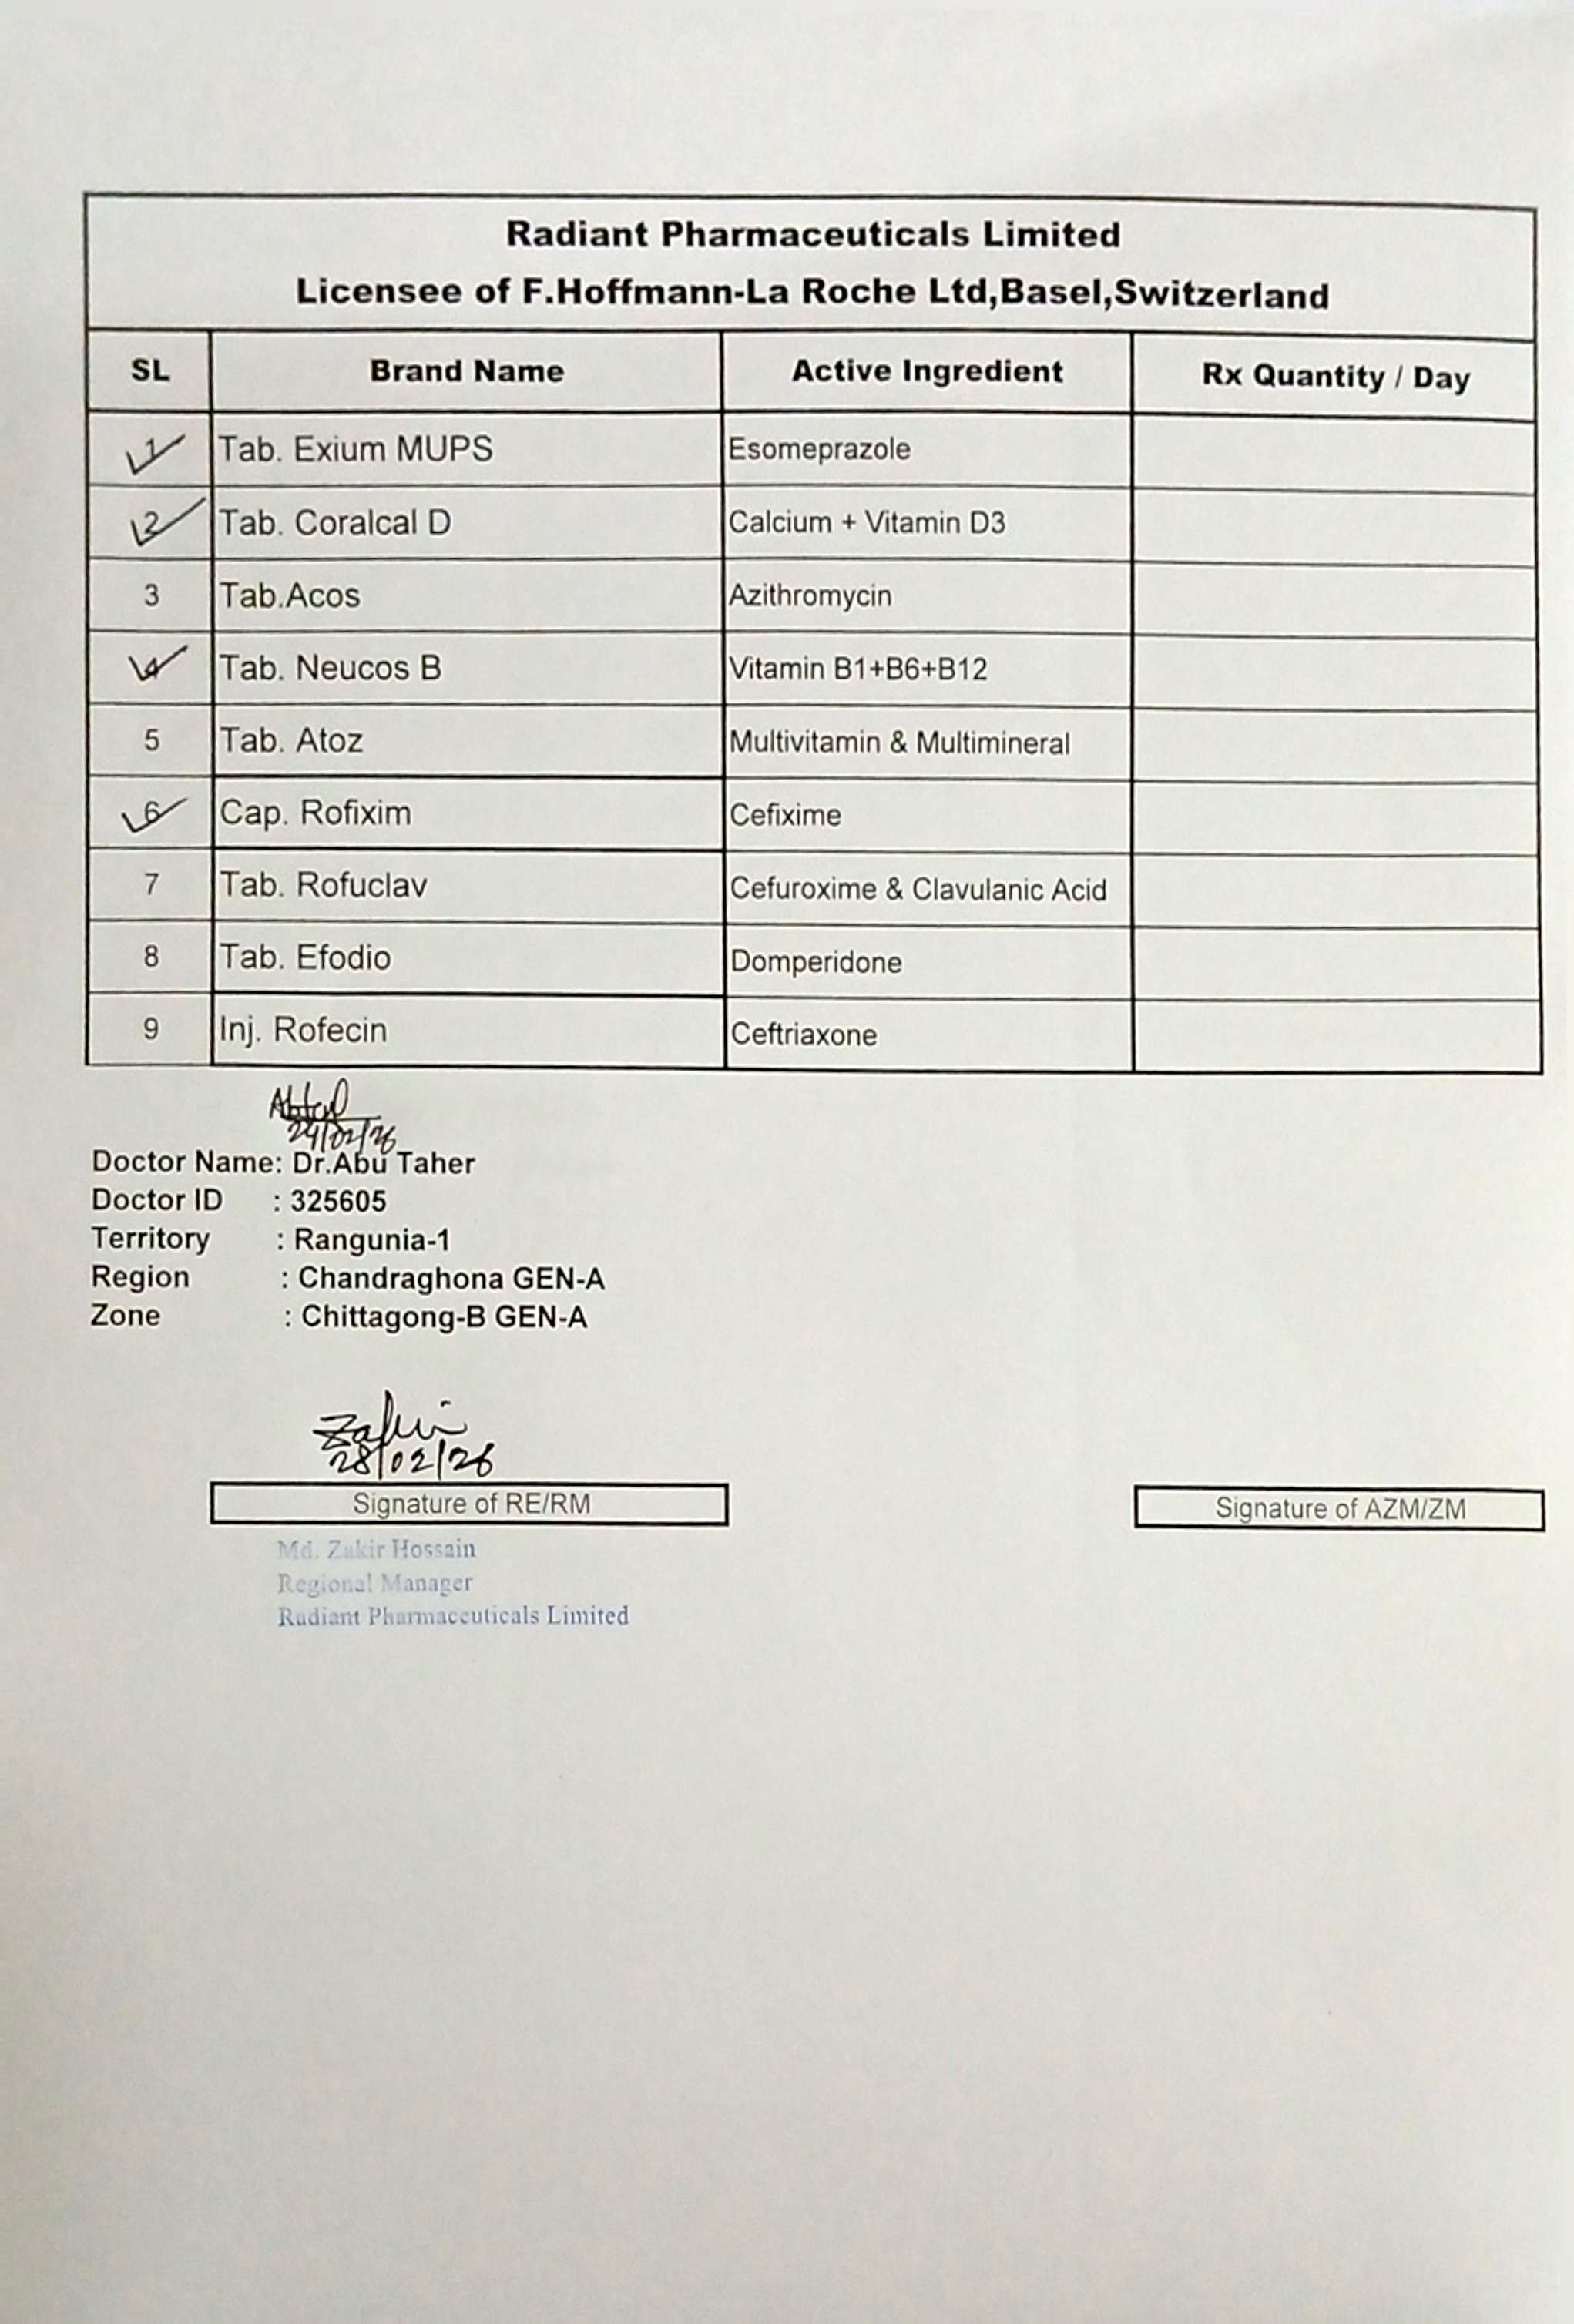 Radiant Pharmaceuticals Limited
Licensee of F.Hoffmann-La Roche Ltd,Basel,Switzerland
SL Brand Name Active Ingredient Rx Quantity / Day
1 Tab. Exium MUPS Esomeprazole
2 Tab. Coralcal D Calcium + Vitamin D3
3 Tab.Acos Azithromycin
4 Tab. Neucos B Vitamin B1+B6+B12
5 Tab. Atoz Multivitamin & Multimineral
6 Cap. Rofixim Cefixime
7 Tab. Rofuclav Cefuroxime & Clavulanic Acid
8 Tab. Efodio Domperidone
9 Inj. Rofecin Ceftriaxone
24/02/26
Doctor Name: Dr.Abu Taher
Doctor ID : 325605
Territory : Rangunia-1
Region : Chandraghona GEN-A
Zone : Chittagong-B GEN-A
28/02/26
Signature of RE/RM Signature of AZM/ZM
Md. Zakir Hossain
Regional Manager
Radiant Pharmaceuticals Limited